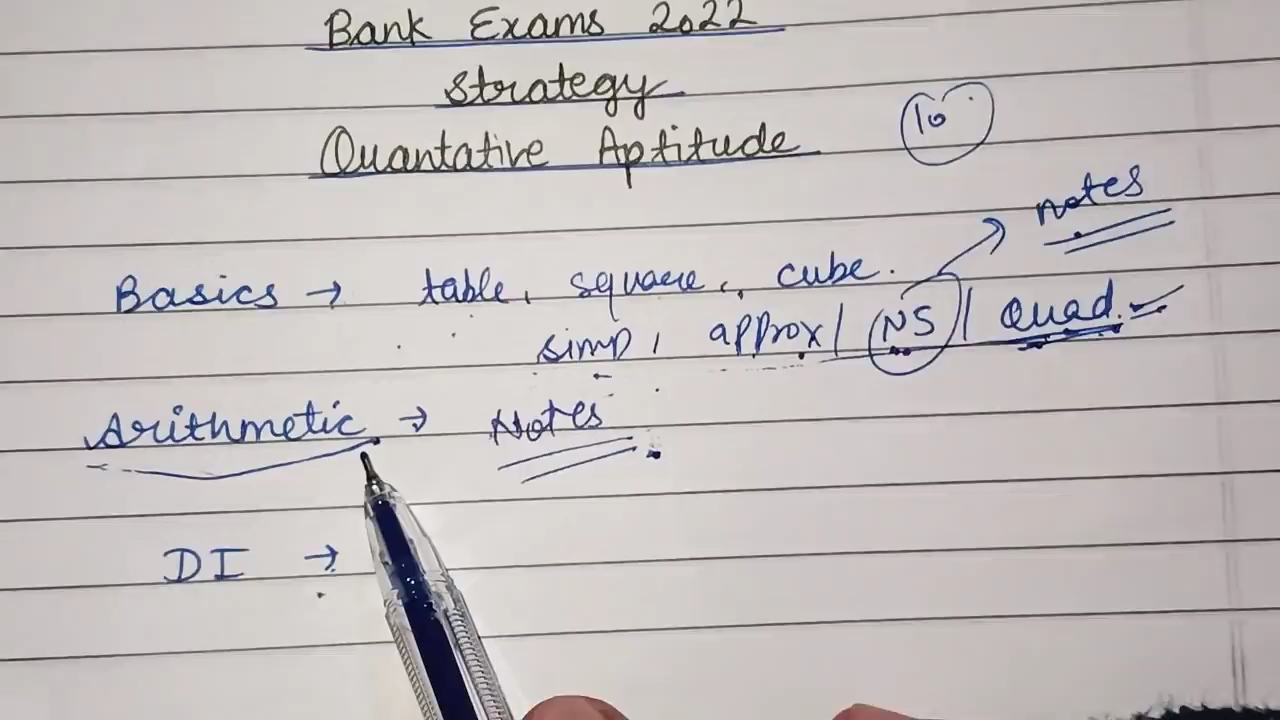 Bank Exams 2022
Strategy
Quantative Aptitude 10
notes
Basics → table, square, cube.
simp, approx / NS / Quad. ✓
Arithmetic → Notes
DI →